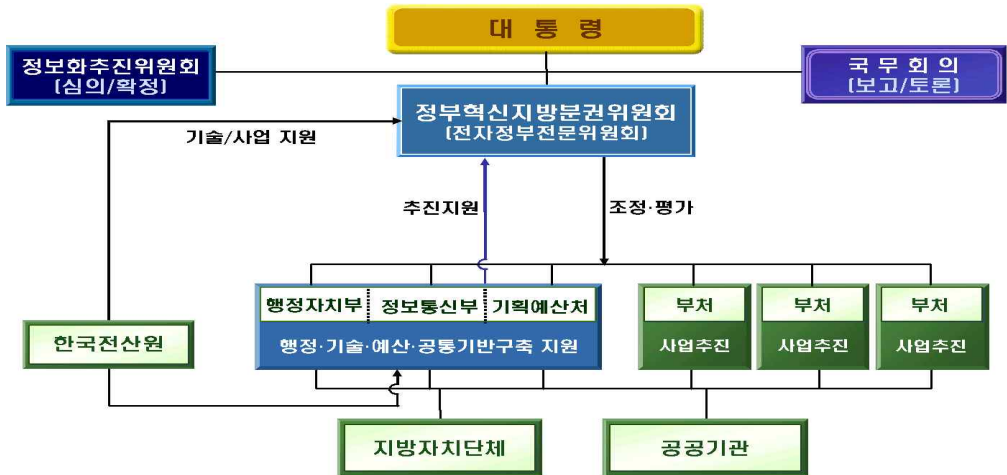 대 통 령
정보화추진위원회
(심의/확정)
국 무 회 의
(보고/토론)
정부혁신지방분권위원회
(전자정부전문위원회)
기술/사업 지원
추진지원
조정·평가
행정자치부
정보통신부
기획예산처
부처
부처
부처
한국전산원
행정·기술·예산·공통기반구축 지원
사업추진
사업추진
사업추진
지방자치단체
공공기관